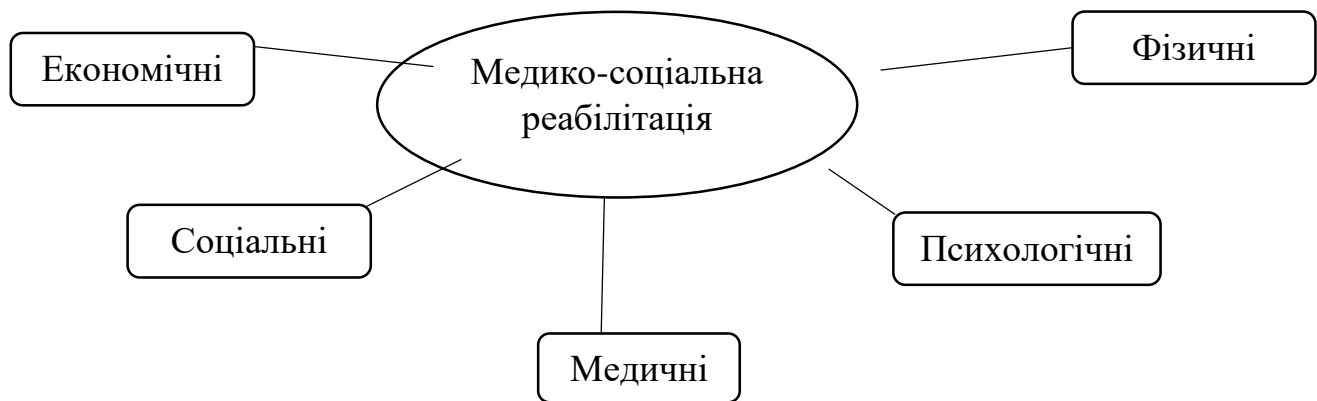 Економічні
Медико-соціальна
реабілітація
Фізичні
Соціальні
Психологічні
Медичні